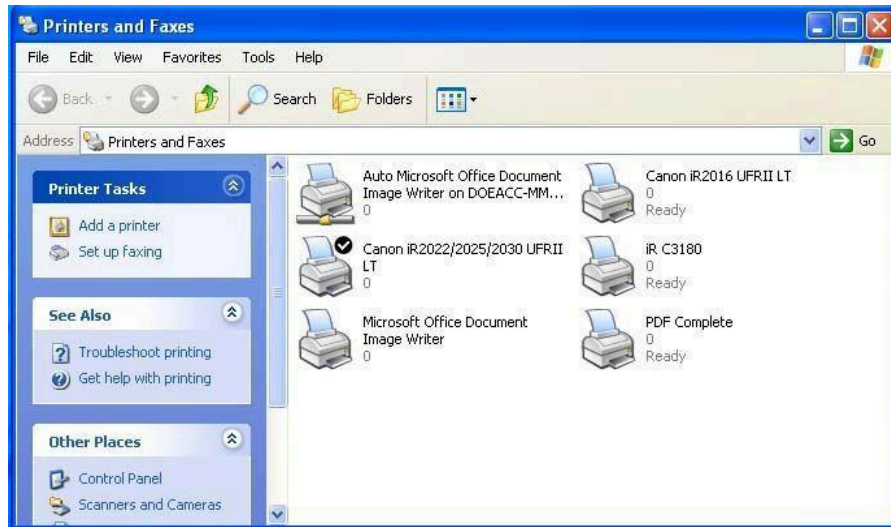 Printers and Faxes
File Edit View Favorites Tools Help
Back Search Folders
Address Printers and Faxes Go
Printer Tasks
Add a printer
Set up faxing
See Also
Troubleshoot printing
Get help with printing
Other Places
Control Panel
Scanners and Cameras
Auto Microsoft Office Document
Image Writer on DOEACC-MM...
0
Canon iR2016 UFRII LT
0
Ready
Canon iR2022/2025/2030 UFRII
LT
0
iR C3180
0
Ready
Microsoft Office Document
Image Writer
0
PDF Complete
0
Ready